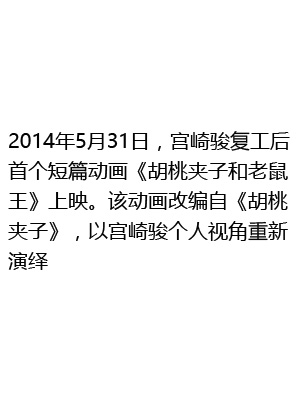 2014年5月31日，宫崎骏复工后
首个短篇动画《胡桃夹子和老鼠
王》上映。该动画改编自《胡桃
夹子》，以宫崎骏个人视角重新
演绎